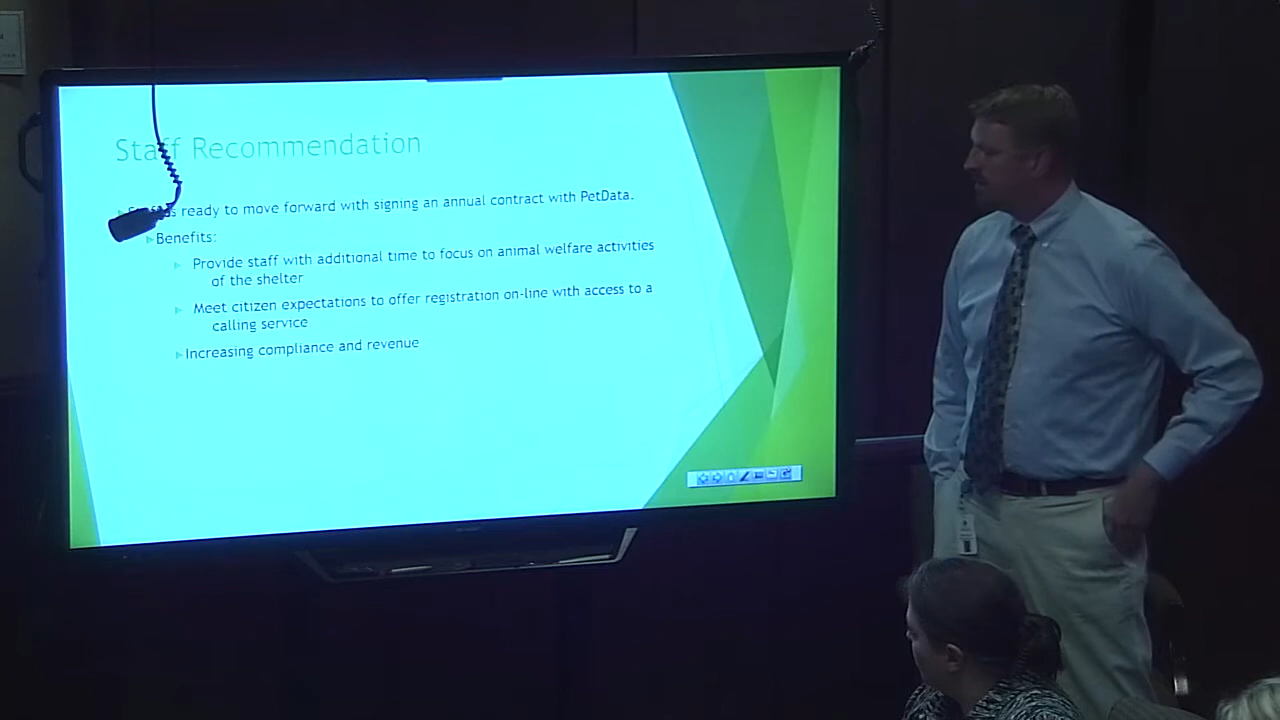 Staff Recommendation
ready to move forward with signing an annual contract with PetData.
Benefits:
Provide staff with additional time to focus on animal welfare activities
of the shelter
Meet citizen expectations to offer registration on-line with access to a
calling service
Increasing compliance and revenue